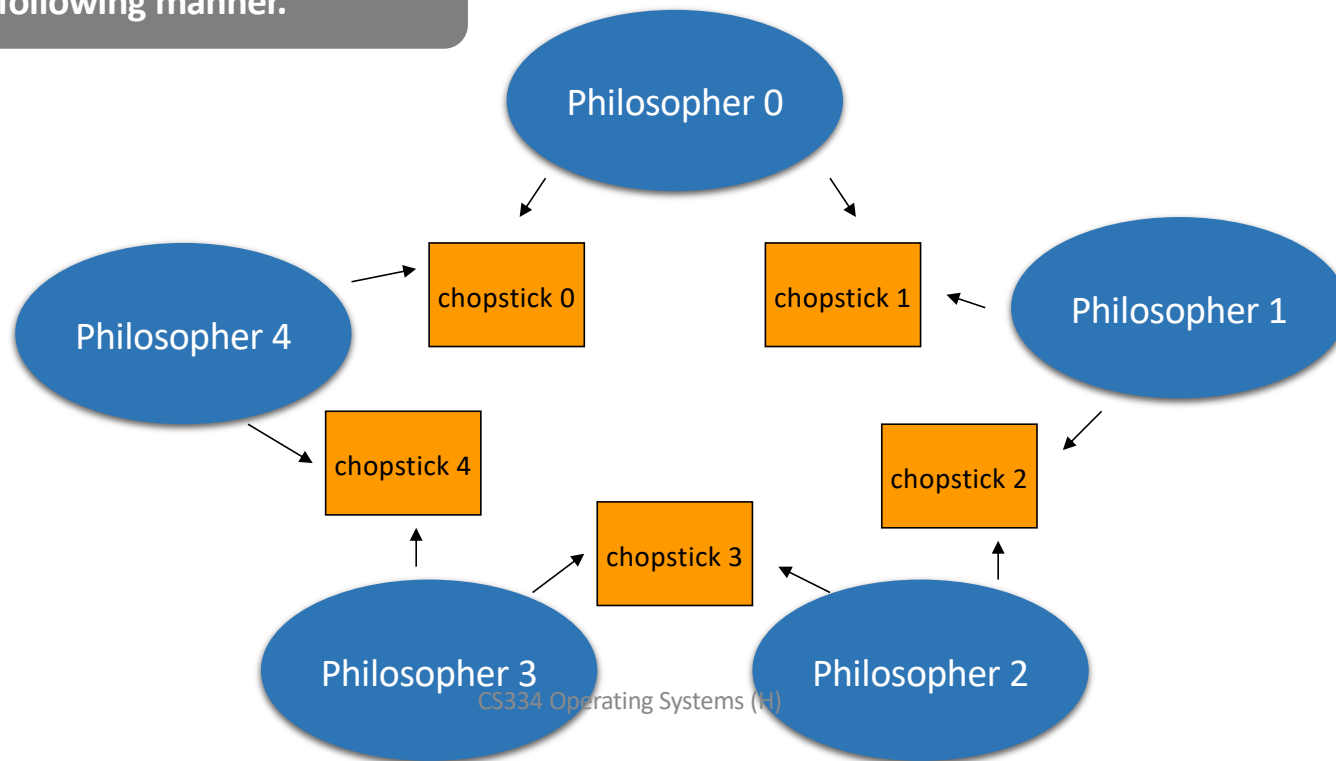 following manner.
Philosopher 0
chopstick 0
chopstick 1
Philosopher 1
Philosopher 4
chopstick 4
chopstick 2
chopstick 3
Philosopher 3
Philosopher 2
CS334 Operating Systems (H)